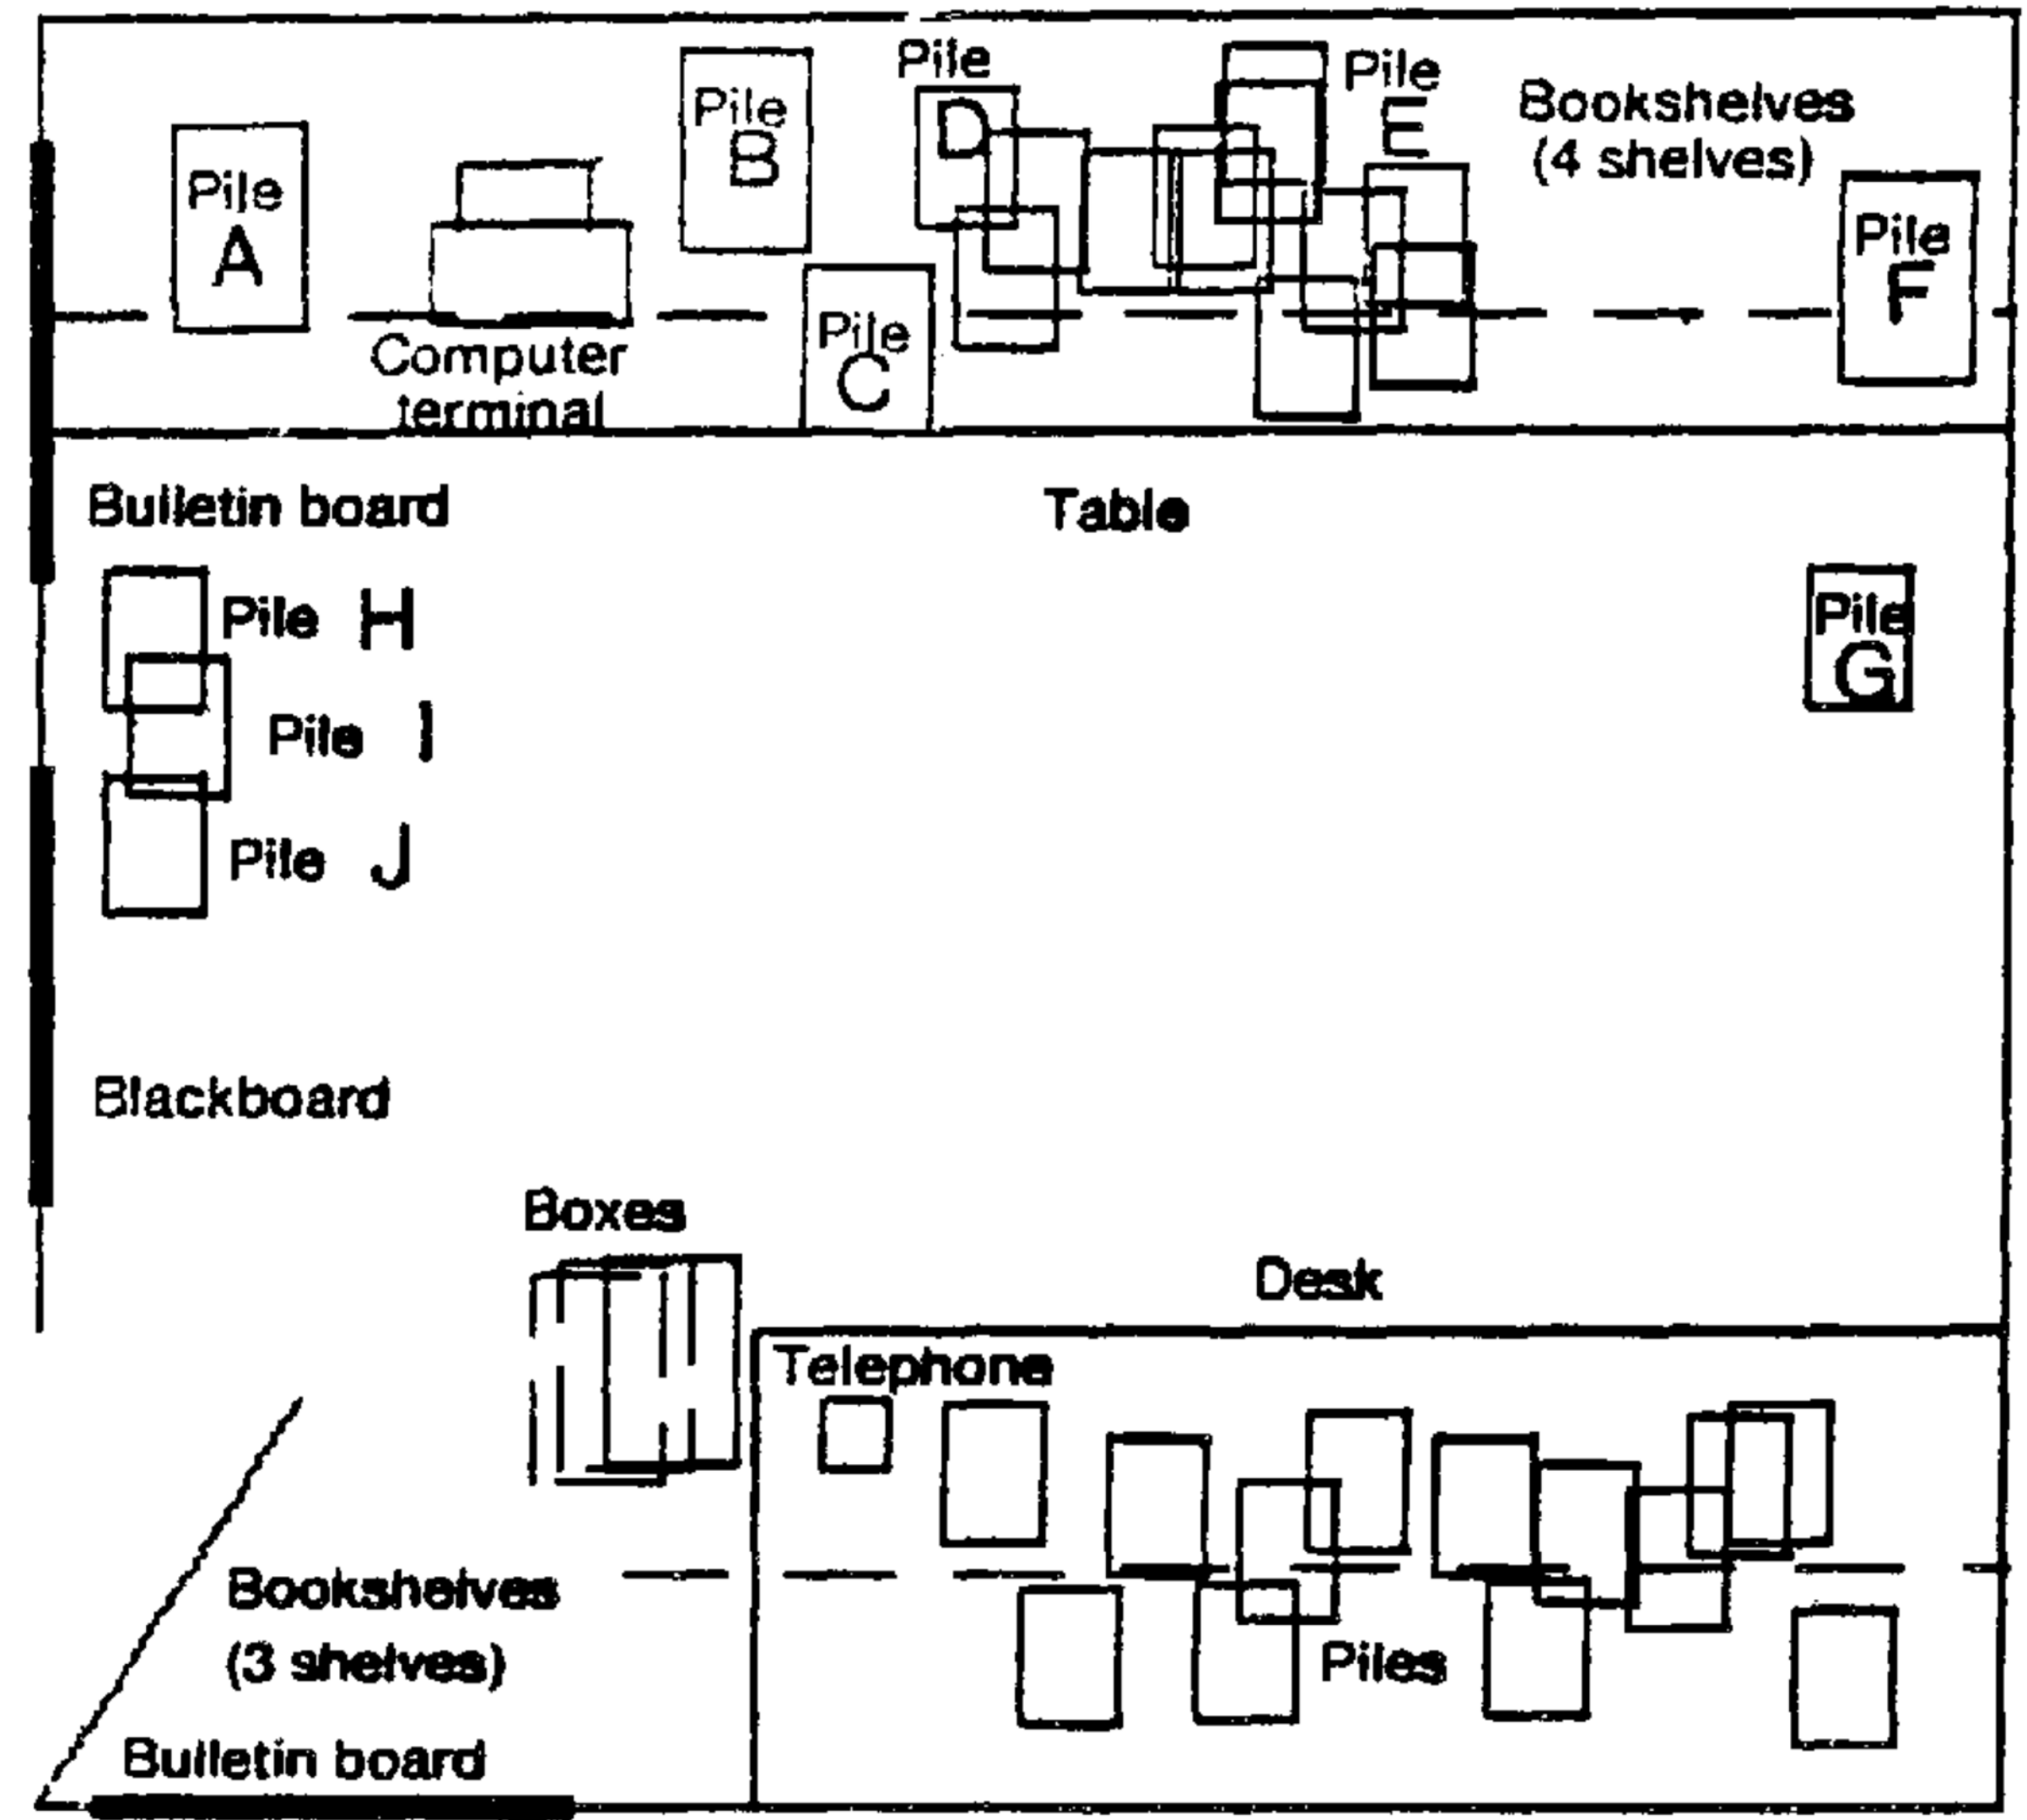 Pile
D
Pile
E
Bookshelves
(4 shelves)
Pile
B
Pile
A
Pile
F
Pile
C
Computer
terminal
Bulletin board
Table
Pile H
Pile
G
Pile I
Pile J
Blackboard
Boxes
Desk
Telephone
Bookshelves
(3 shelves)
Piles
Bulletin board